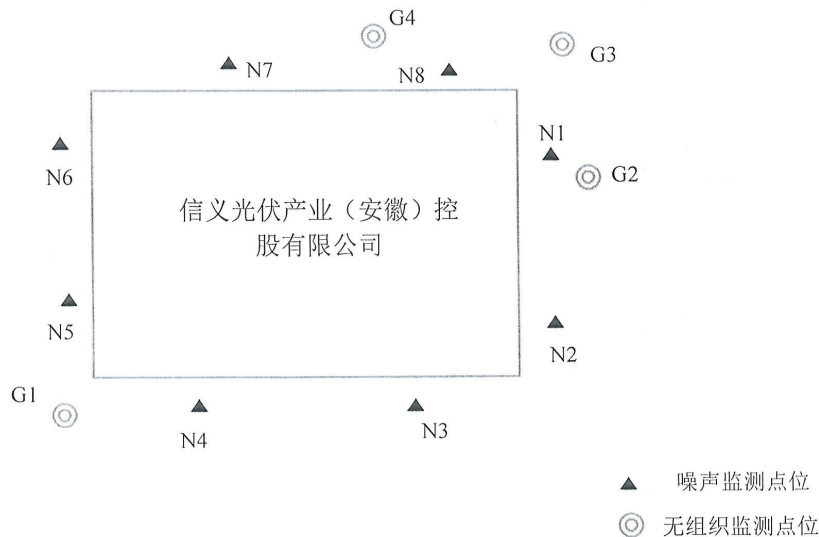 G4
G3
N7
N8
N1
N6
G2
信义光伏产业（安徽）控
股有限公司
N5
N2
G1
N4
N3
噪声监测点位
无组织监测点位